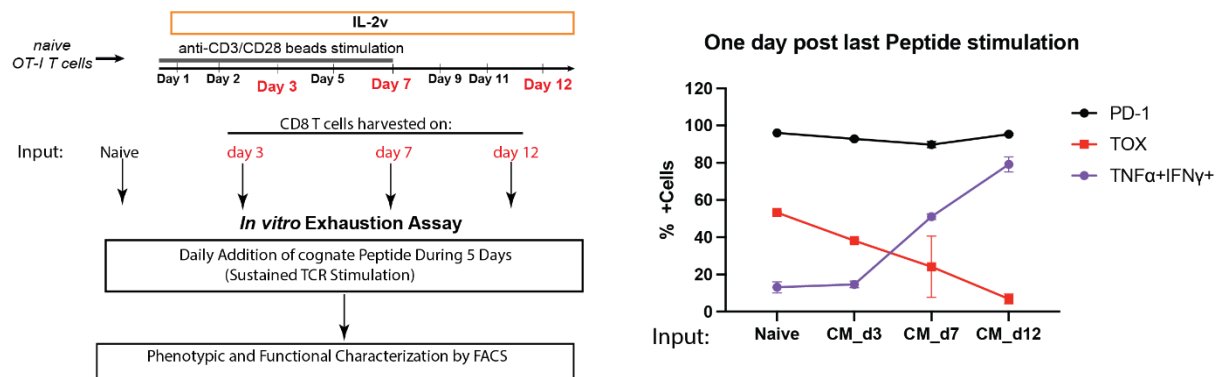 IL-2v
naive
OT-I T cells
anti-CD3/CD28 beads stimulation
Day 1 Day 2 Day 3 Day 5 Day 7 Day 9 Day 11 Day 12
CD8 T cells harvested on:
Input: Naive day 3 day 7 day 12
In vitro Exhaustion Assay
Daily Addition of cognate Peptide During 5 Days
(Sustained TCR Stimulation)
Phenotypic and Functional Characterization by FACS
One day post last Peptide stimulation
% +Cells
120
100
80
60
40
20
0
Input: Naive CM_d3 CM_d7 CM_d12
PD-1
TOX
TNFα+IFNγ+